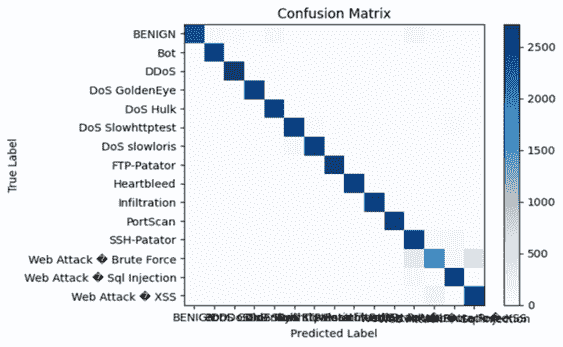 Confusion Matrix
BENIGN
Bot
DDoS
DoS GoldenEye
DoS Hulk
DoS Slowhttptest
DoS slowloris
FTP-Patator
Heartbleed
Infiltration
PortScan
SSH-Patator
Web Attack � Brute Force
Web Attack � Sql Injection
Web Attack � XSS
True Label
Predicted Label
2500
2000
1500
1000
500
0